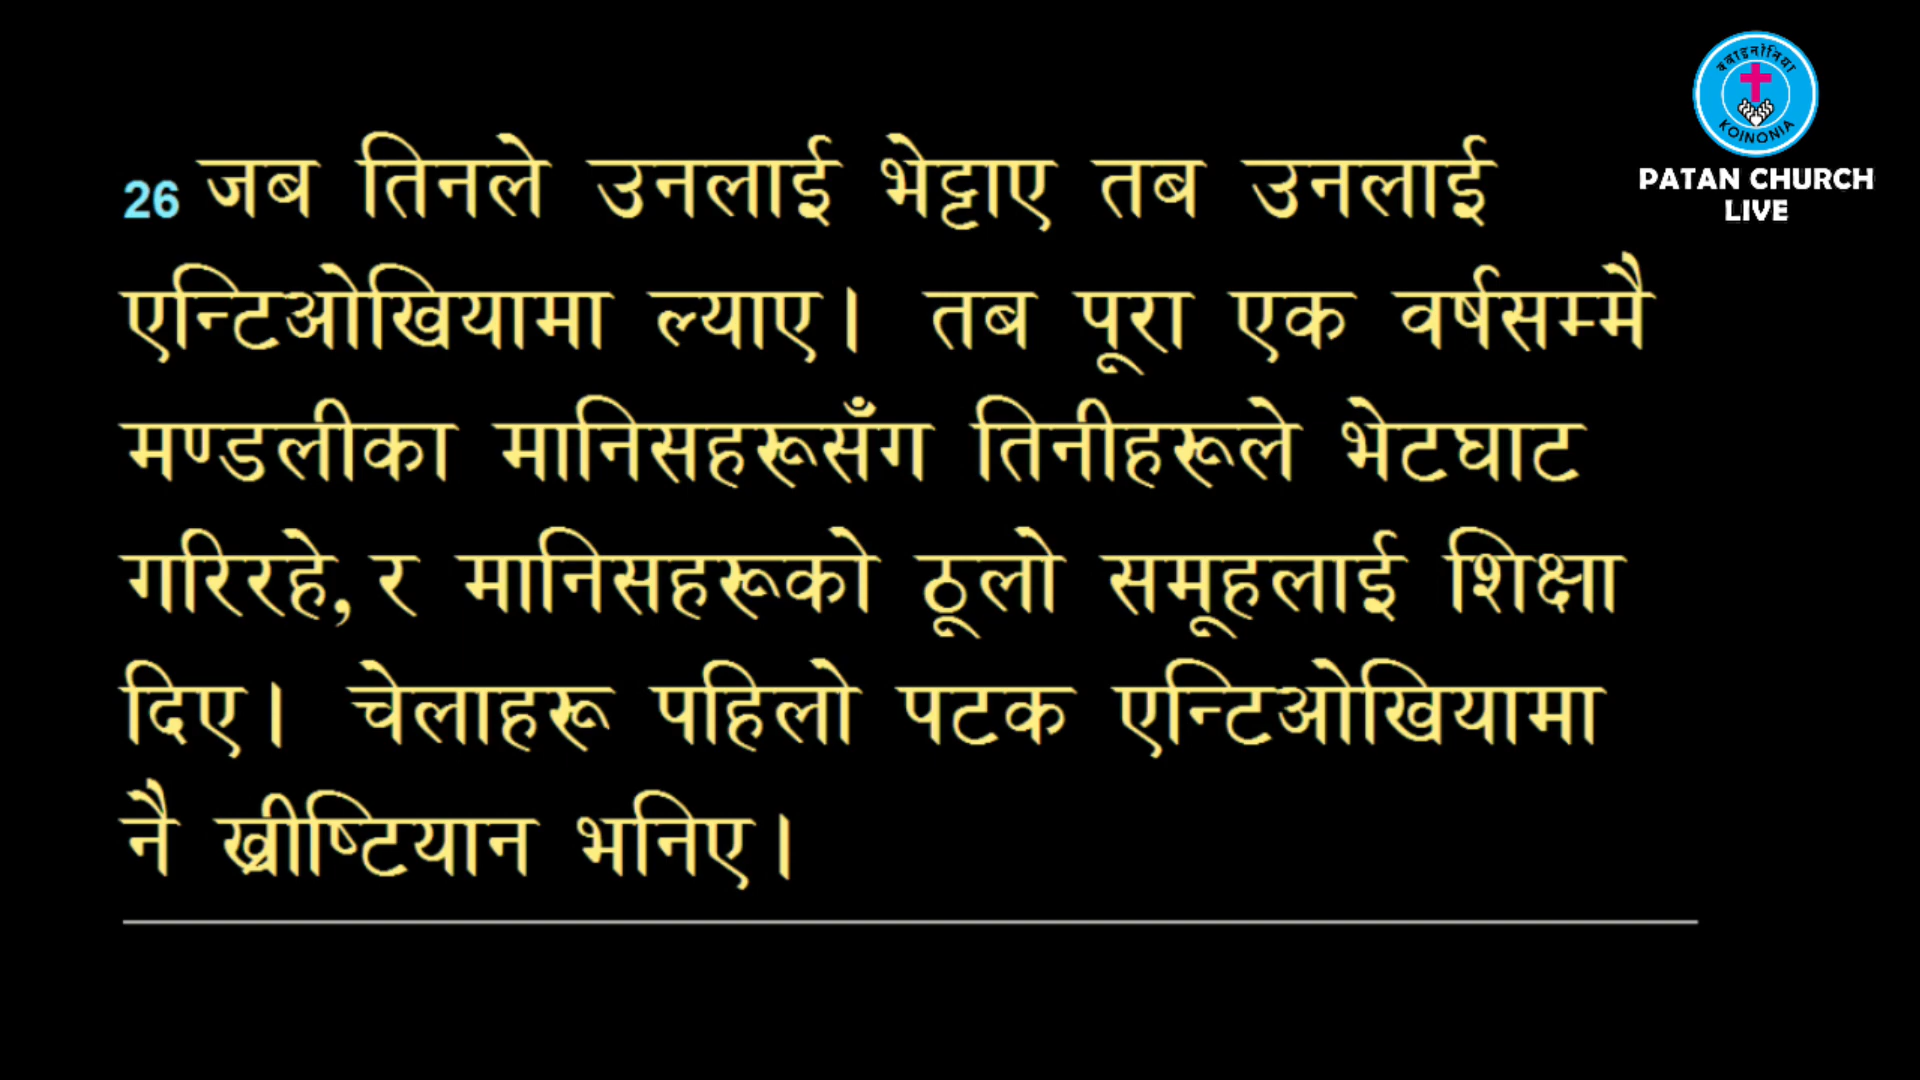 26 जब तिनले उनलाई भेट्टाए तब उनलाई
एन्टिओखियामा ल्याए। तब पूरा एक वर्षसम्मै
मण्डलीका मानिसहरूसँग तिनीहरूले भेटघाट
गरिरहे, र मानिसहरूको ठूलो समूहलाई शिक्षा
दिए। चेलाहरू पहिलो पटक एन्टिओखियामा
नै ख्रीष्टियान भनिए।
क्वाइनोनिया
KOINONIA
PATAN CHURCH
LIVE